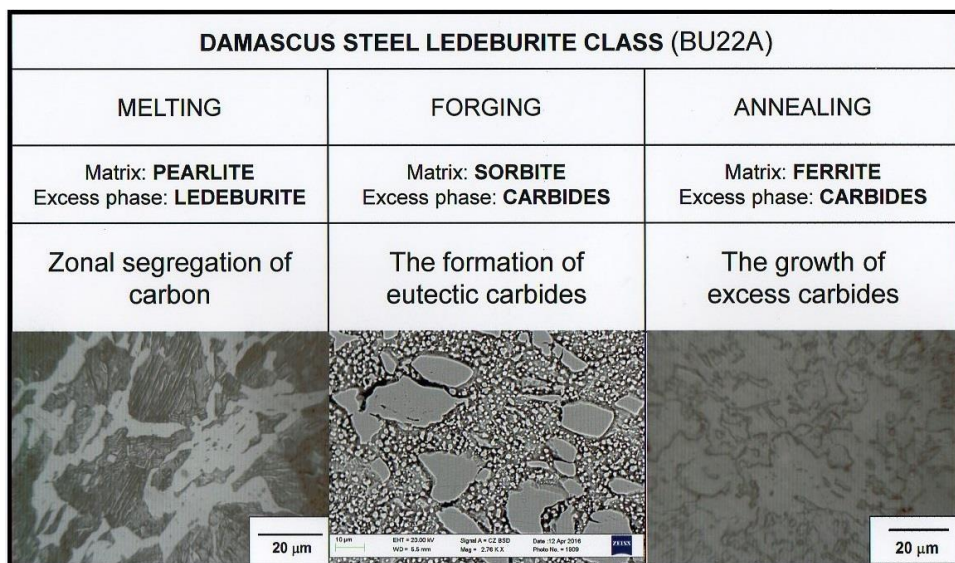 DAMASCUS STEEL LEDEBURITE CLASS (BU22A)
MELTING
FORGING
ANNEALING
Matrix: PEARLITE
Excess phase: LEDEBURITE
Matrix: SORBITE
Excess phase: CARBIDES
Matrix: FERRITE
Excess phase: CARBIDES
Zonal segregation of
carbon
The formation of
eutectic carbides
The growth of
excess carbides
20 μm
10 μm
EHT = 23.00 kV
WD = 5.5 mm
Signal A = CZ BSD
Mag = 2.76 K X
Date :12 Apr 2016
Photo No. = 1809
ZEISS
20 μm